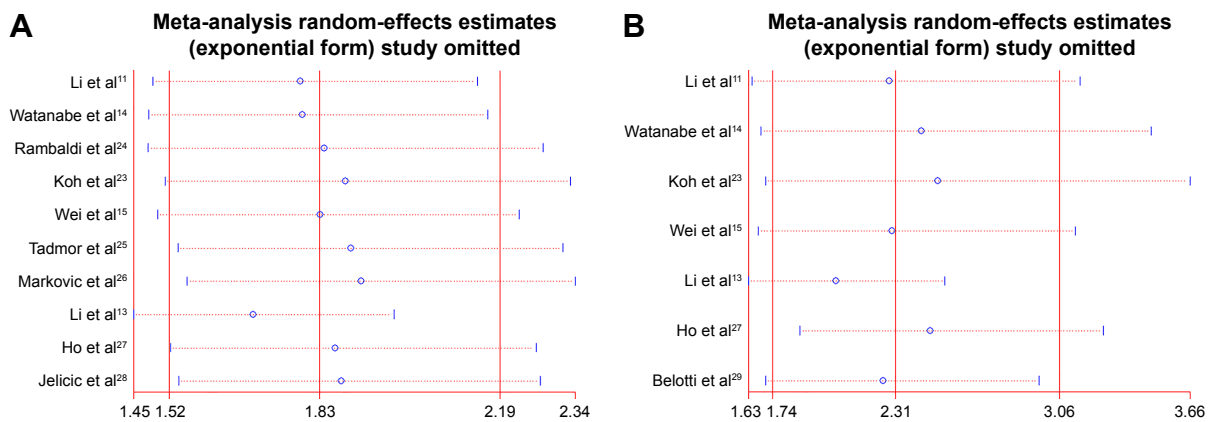 A
Meta-analysis random-effects estimates
(exponential form) study omitted
Li et al¹¹
Watanabe et al¹⁴
Rambaldi et al²⁴
Koh et al²³
Wei et al¹⁵
Tadmor et al²⁵
Markovic et al²⁶
Li et al¹³
Ho et al²⁷
Jelicic et al²⁸
1.45 1.52 1.83 2.19 2.34
B
Meta-analysis random-effects estimates
(exponential form) study omitted
Li et al¹¹
Watanabe et al¹⁴
Koh et al²³
Wei et al¹⁵
Li et al¹³
Ho et al²⁷
Belotti et al²⁹
1.63 1.74 2.31 3.06 3.66